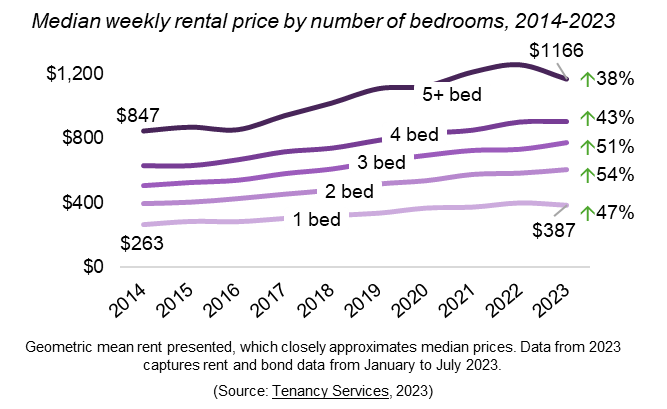 Median weekly rental price by number of bedrooms, 2014-2023
$1166
$1,200
↑38%
5+ bed
$847
↑43%
$800
4 bed
↑51%
3 bed
↑54%
$400
2 bed
↑47%
1 bed
$263
$387
$0
2014 2015 2016 2017 2018 2019 2020 2021 2022 2023
Geometric mean rent presented, which closely approximates median prices. Data from 2023
captures rent and bond data from January to July 2023.
(Source: Tenancy Services, 2023)